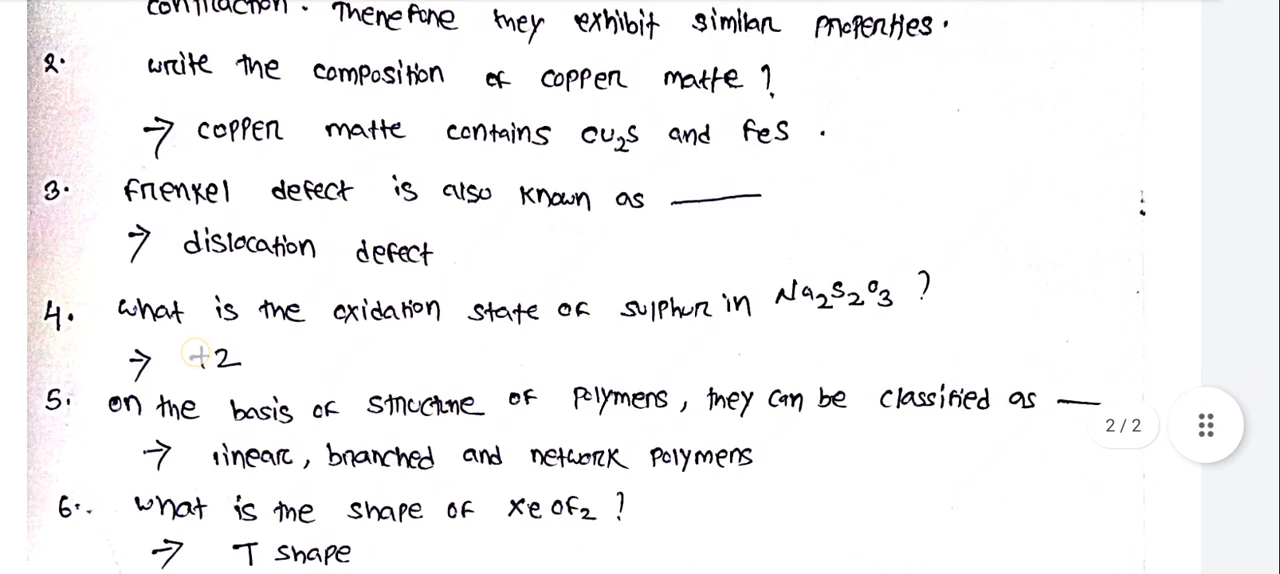 contraction. Therefore they exhibit similar properties.
2. write the composition of copper matte ?
→ copper matte contains Cu₂S and FeS .
3. Frenkel defect is also known as ——
→ dislocation defect
4. What is the oxidation state of sulphur in Na₂S₂O₃ ?
→ +2
5. on the basis of structure of Polymers, they can be classified as —
2 / 2
→ linear, branched and network polymers
6. What is the shape of XeOF₂ ?
→ T shape